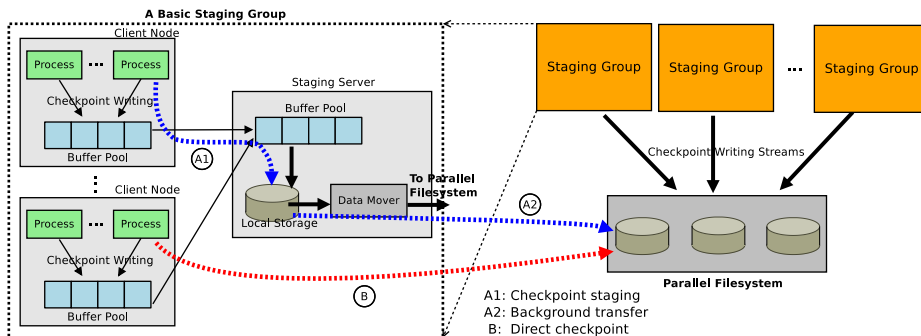 A Basic Staging Group
Client Node
Process
Process
Checkpoint Writing
Buffer Pool
A1
Client Node
Process
Process
Checkpoint Writing
Buffer Pool
Staging Server
Buffer Pool
Local Storage
Data Mover
To Parallel
Filesystem
A2
B
Staging Group
Staging Group
Staging Group
Checkpoint Writing Streams
Parallel Filesystem
A1: Checkpoint staging
A2: Background transfer
B: Direct checkpoint